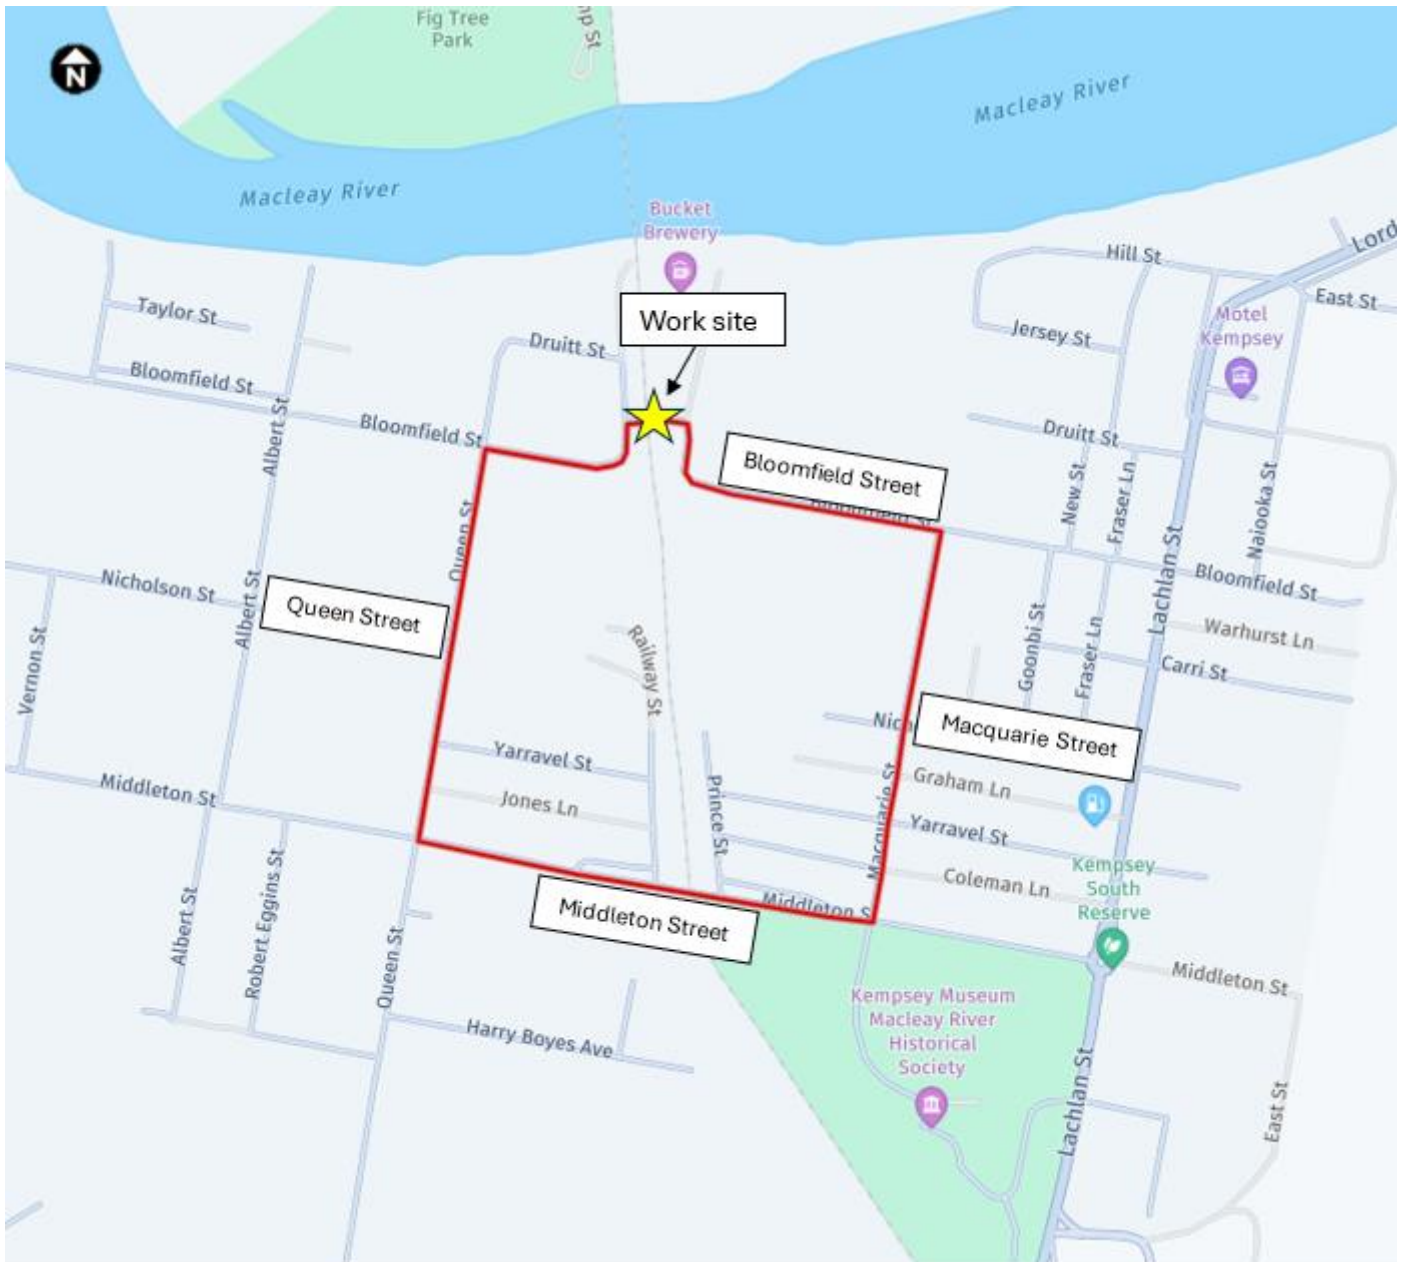 Fig Tree
Park
mp St
N
Macleay River
Macleay River
Bucket
Brewery
Hill St
Lord
East St
Taylor St
Work site
Motel
Kempsey
Jersey St
Druitt St
Bloomfield St
Albert St
Bloomfield St
Druitt St
Bloomfield Street
New St
Fraser Ln
Naiooka St
Queen St
Lachlan St
Bloomfield St
Nicholson St
Albert St
Queen Street
Warhurst Ln
Vernon St
Railway St
Goonbi St
Fraser Ln
Carri St
Nich
Macquarie Street
Yarravel St
Middleton St
Jones Ln
Prince St
Macquarie St
Graham Ln
Yarravel St
Kempsey
South
Reserve
Coleman Ln
Albert St
Robert Eggins St
Middleton Street
Middleton S
Queen St
Middleton St
Kempsey Museum
Macleay River
Historical
Society
Harry Boyes Ave
Lachlan St
East St